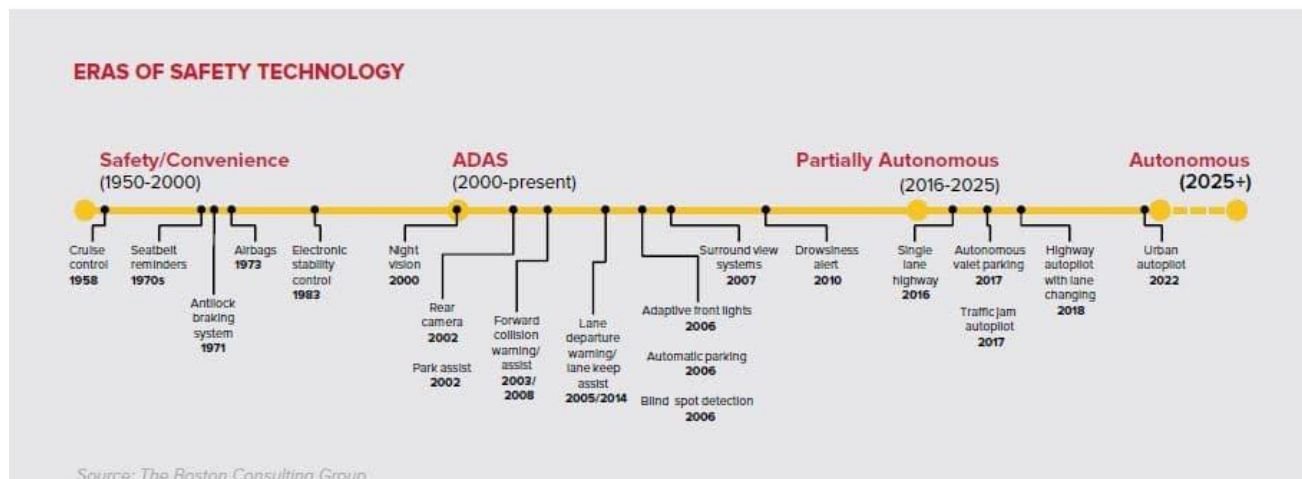 ERAS OF SAFETY TECHNOLOGY
Safety/Convenience
(1950-2000)
ADAS
(2000-present)
Partially Autonomous
(2016-2025)
Autonomous
(2025+)
Cruise
control
1958
Seatbelt
reminders
1970s
Antilock
braking
system
1971
Airbags
1973
Electronic
stability
control
1983
Night
vision
2000
Rear
camera
2002
Park assist
2002
Forward
collision
warning/
assist
2003/
2008
Lane
departure
warning/
lane keep
assist
2005/2014
Adaptive front lights
2006
Automatic parking
2006
Blind spot detection
2006
Surround view
systems
2007
Drowsiness
alert
2010
Single
lane
highway
2016
Autonomous
valet parking
2017
Traffic jam
autopilot
2017
Highway
autopilot
with lane
changing
2018
Urban
autopilot
2022
Source: The Boston Consulting Group